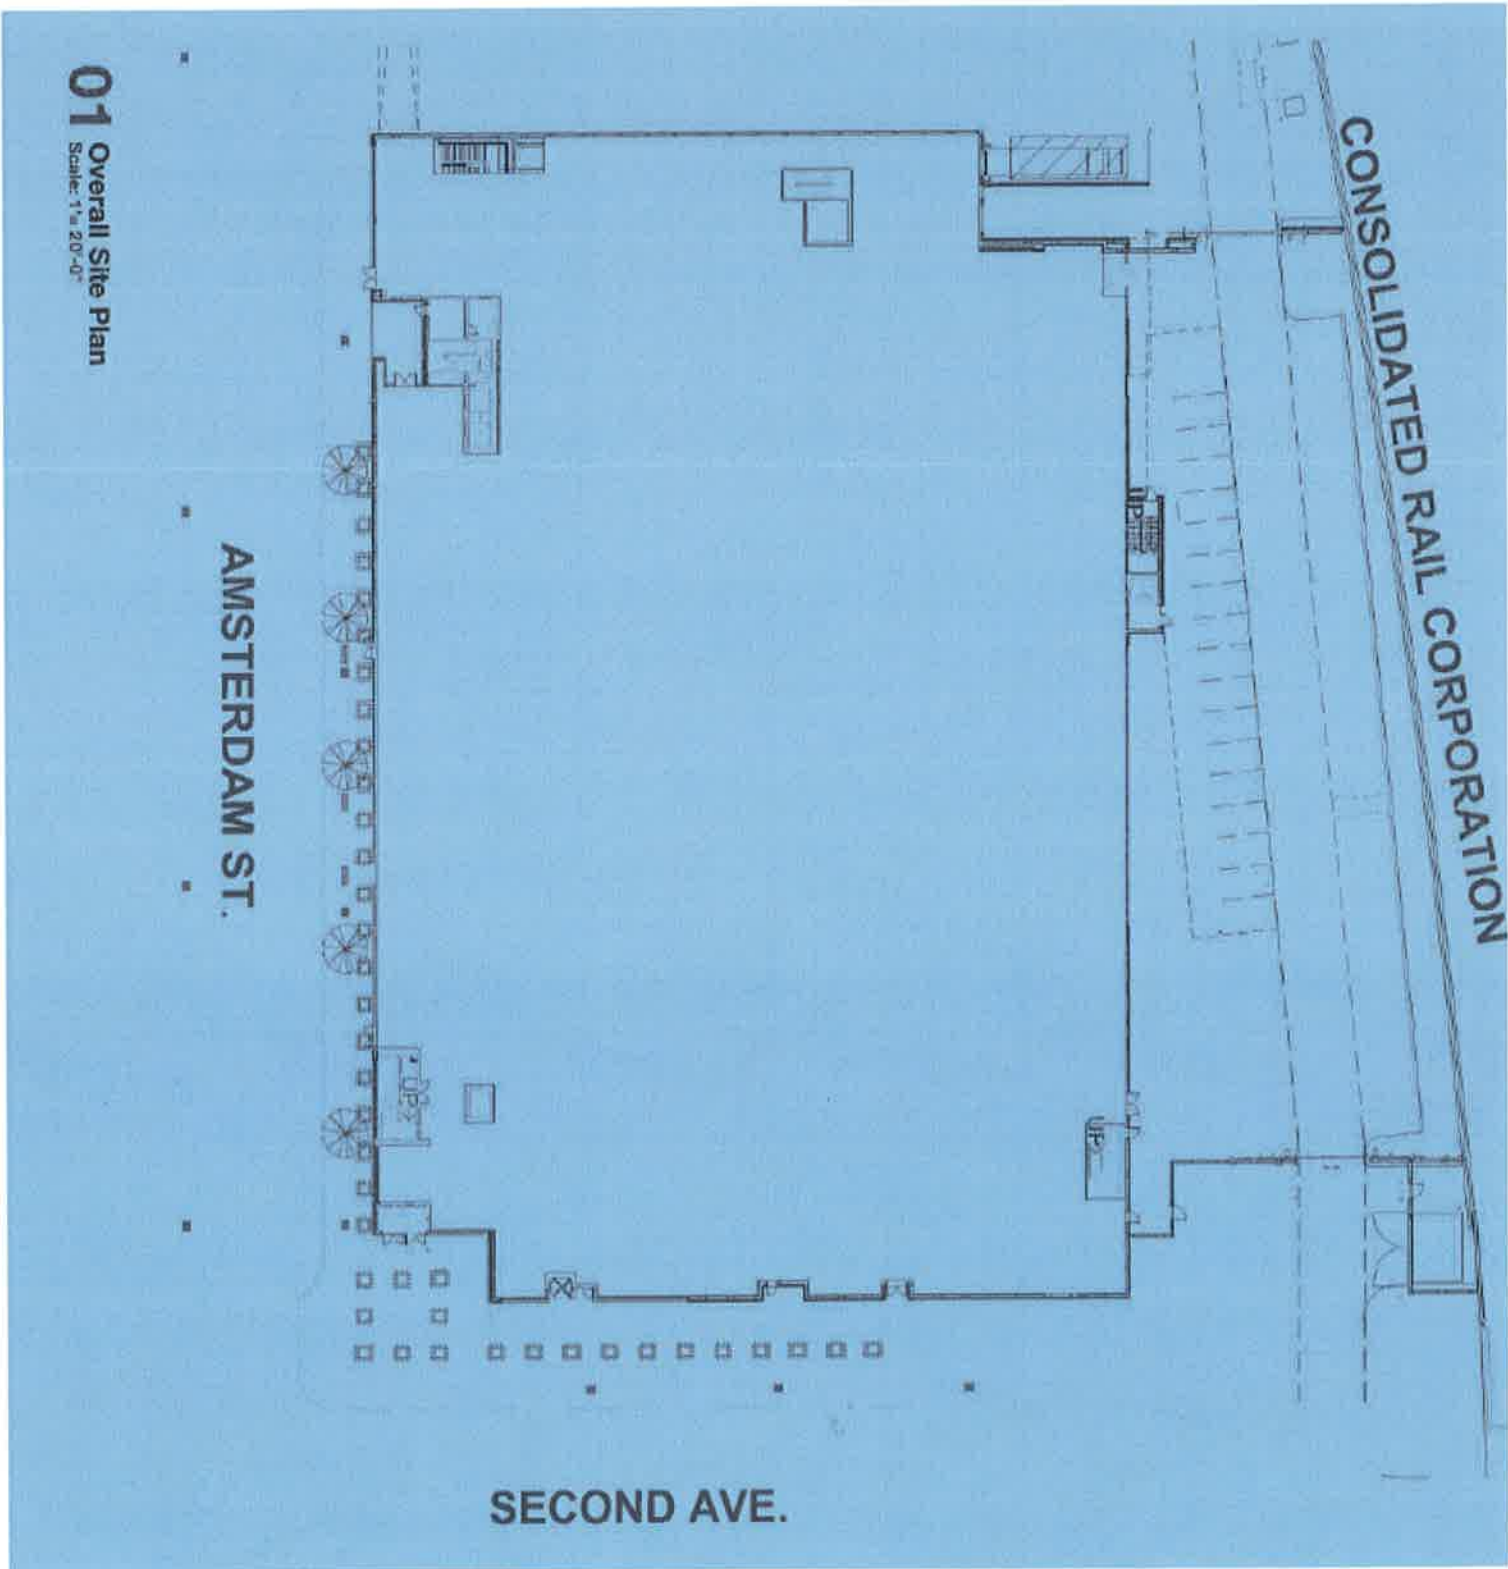 01 Overall Site Plan
Scale: 1"= 20'-0"
CONSOLIDATED RAIL CORPORATION
AMSTERDAM ST.
UP
UP
UP
SECOND AVE.